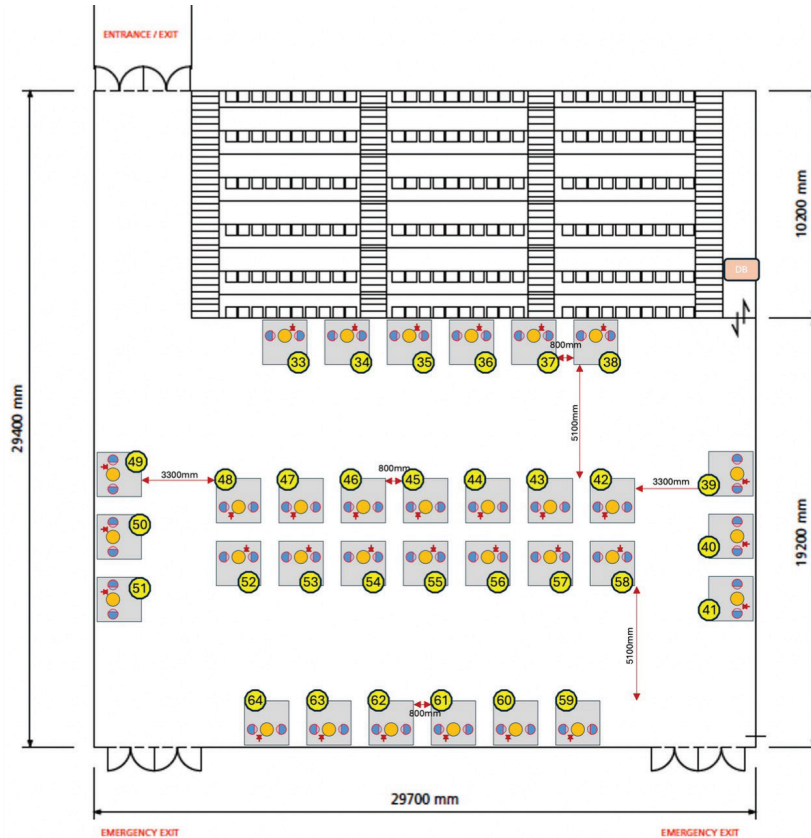 ENTRANCE / EXIT
10200 mm
DB
29400 mm
33
34
35
36
37
38
800mm
5100mm
49
3300mm
48
47
46
800mm
45
44
43
42
3300mm
39
50
40
52
53
54
55
56
57
58
51
41
19200 mm
5100mm
64
63
62
61
60
59
800mm
29700 mm
EMERGENCY EXIT
EMERGENCY EXIT